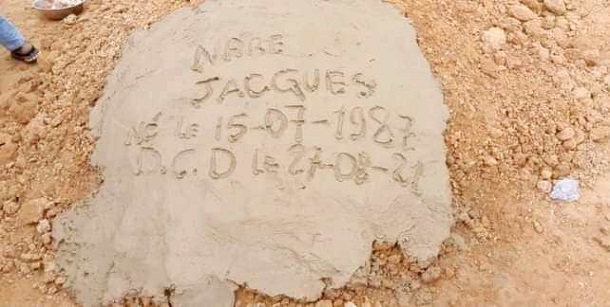 NABE
JACQUES
Né LE 15-07-1987
D.C.D LE 27-08-21